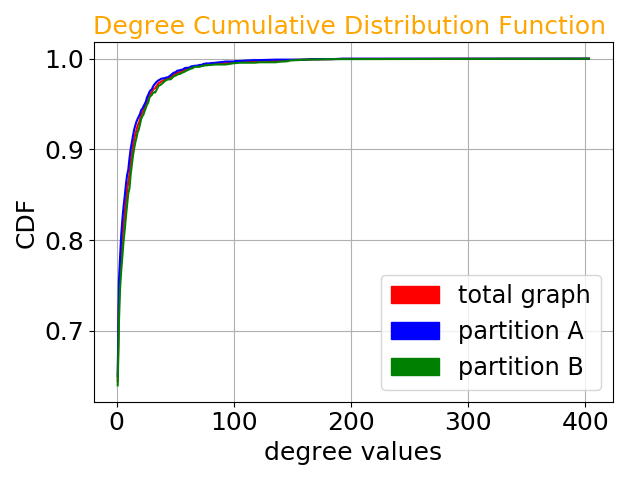 Degree Cumulative Distribution Function
1.0
0.9
0.8
0.7
CDF
total graph
partition A
partition B
0 100 200 300 400
degree values